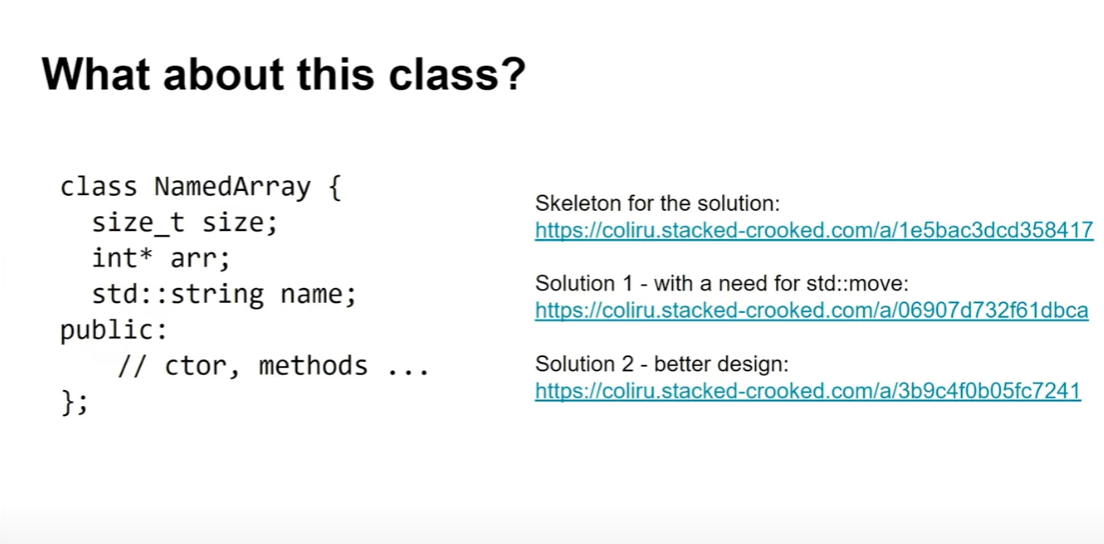 What about this class?
class NamedArray {
size_t size;
int* arr;
std::string name;
public:
// ctor, methods ...
};
Skeleton for the solution:
https://coliru.stacked-crooked.com/a/1e5bac3dcd358417
Solution 1 - with a need for std::move:
https://coliru.stacked-crooked.com/a/06907d732f61dbca
Solution 2 - better design:
https://coliru.stacked-crooked.com/a/3b9c4f0b05fc7241